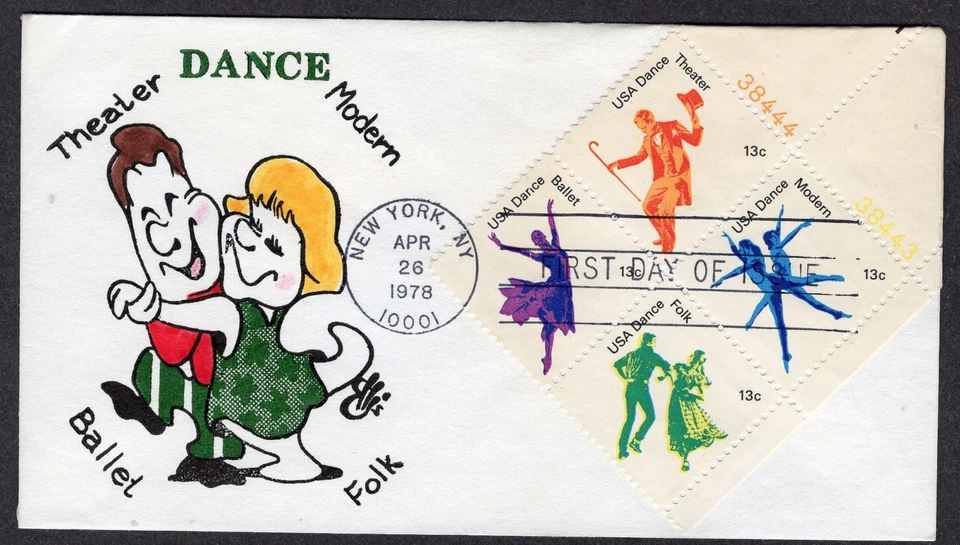 DANCE
Theater
Modern
Ballet
Folk
NEW YORK, NY
APR
26
1978
10001
FIRST DAY OF ISSUE
USA Dance Theater
13c
38444
USA Dance Ballet
13c
USA Dance Modern
13c
38443
USA Dance Folk
13c